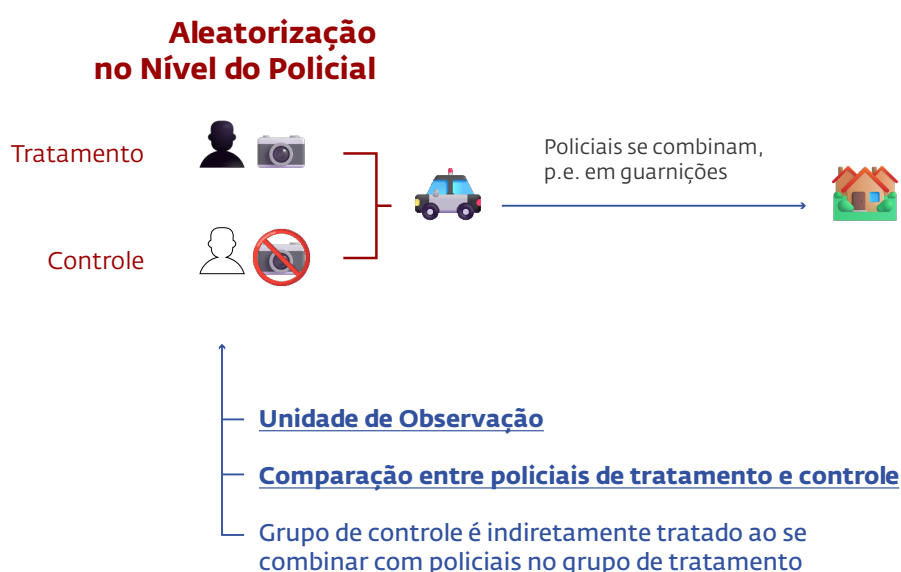 Aleatorização
no Nível do Policial
Tratamento
Policiais se combinam,
p.e. em guarnições
Controle
Unidade de Observação
Comparação entre policiais de tratamento e controle
Grupo de controle é indiretamente tratado ao se
combinar com policiais no grupo de tratamento